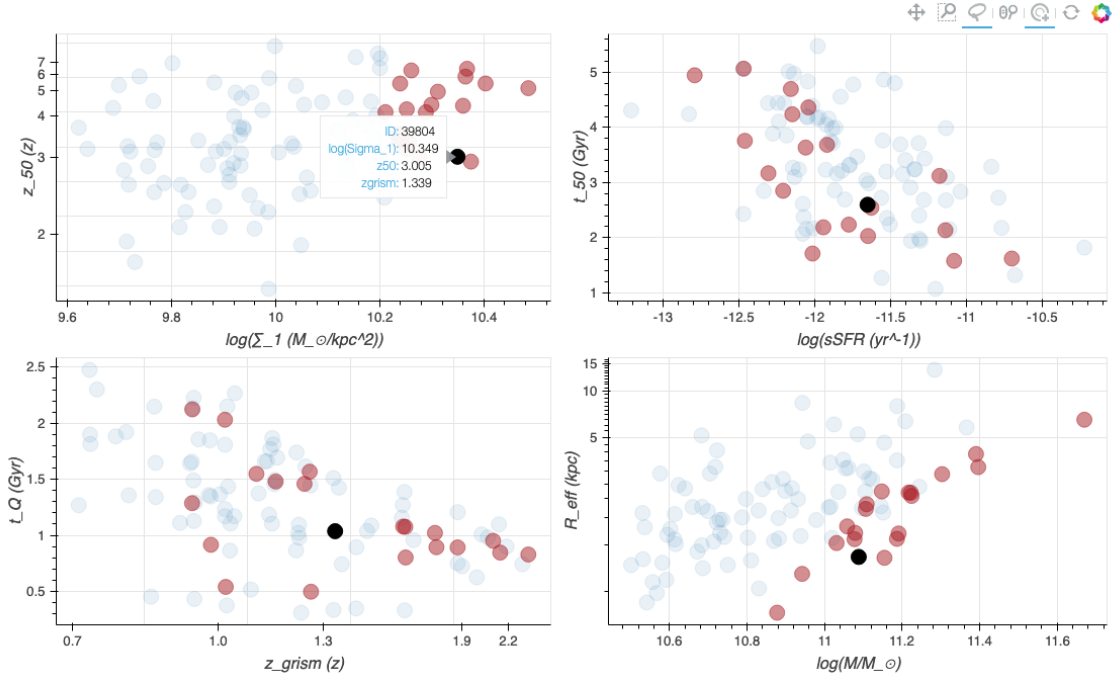 7
6
5
4
3
2
z_50 (z)
ID: 39804
log(Sigma_1): 10.349
z50: 3.005
zgrism: 1.339
9.6 9.8 10 10.2 10.4
log(∑_1 (M_⊙/kpc^2))
5
4
3
2
1
t_50 (Gyr)
-13 -12.5 -12 -11.5 -11 -10.5
log(sSFR (yr^-1))
2.5
2
1.5
1
0.5
t_Q (Gyr)
0.7 1.0 1.3 1.9 2.2
z_grism (z)
15
10
5
R_eff (kpc)
10.6 10.8 11 11.2 11.4 11.6
log(M/M_⊙)